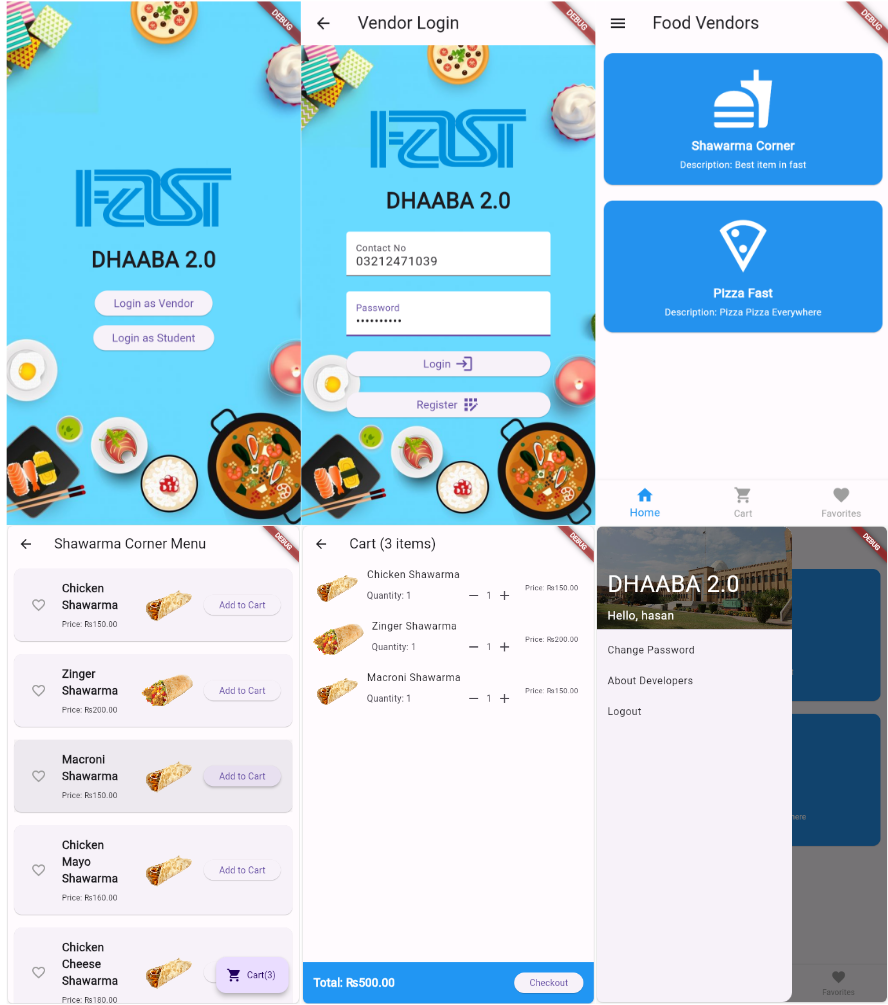 DEBUG
FAST
DHAABA 2.0
Login as Vendor
Login as Student
Vendor Login
DEBUG
FAST
DHAABA 2.0
Contact No
03212471039
Password
••••••••••
Login
Register
Food Vendors
DEBUG
Shawarma Corner
Description: Best item in fast
Pizza Fast
Description: Pizza Pizza Everywhere
Home
Cart
Favorites
Shawarma Corner Menu
DEBUG
Chicken
Shawarma
Price: Rs150.00
Add to Cart
Zinger
Shawarma
Price: Rs200.00
Add to Cart
Macroni
Shawarma
Price: Rs150.00
Add to Cart
Chicken
Mayo
Shawarma
Price: Rs160.00
Add to Cart
Chicken
Cheese
Shawarma
Price: Rs180.00
Cart(3)
Cart (3 items)
DEBUG
Chicken Shawarma
Quantity: 1
1
Price: Rs150.00
Zinger Shawarma
Quantity: 1
1
Price: Rs200.00
Macroni Shawarma
Quantity: 1
1
Price: Rs150.00
Total: Rs500.00
Checkout
DEBUG
DHAABA 2.0
Hello, hasan
Change Password
About Developers
Logout
Favorites